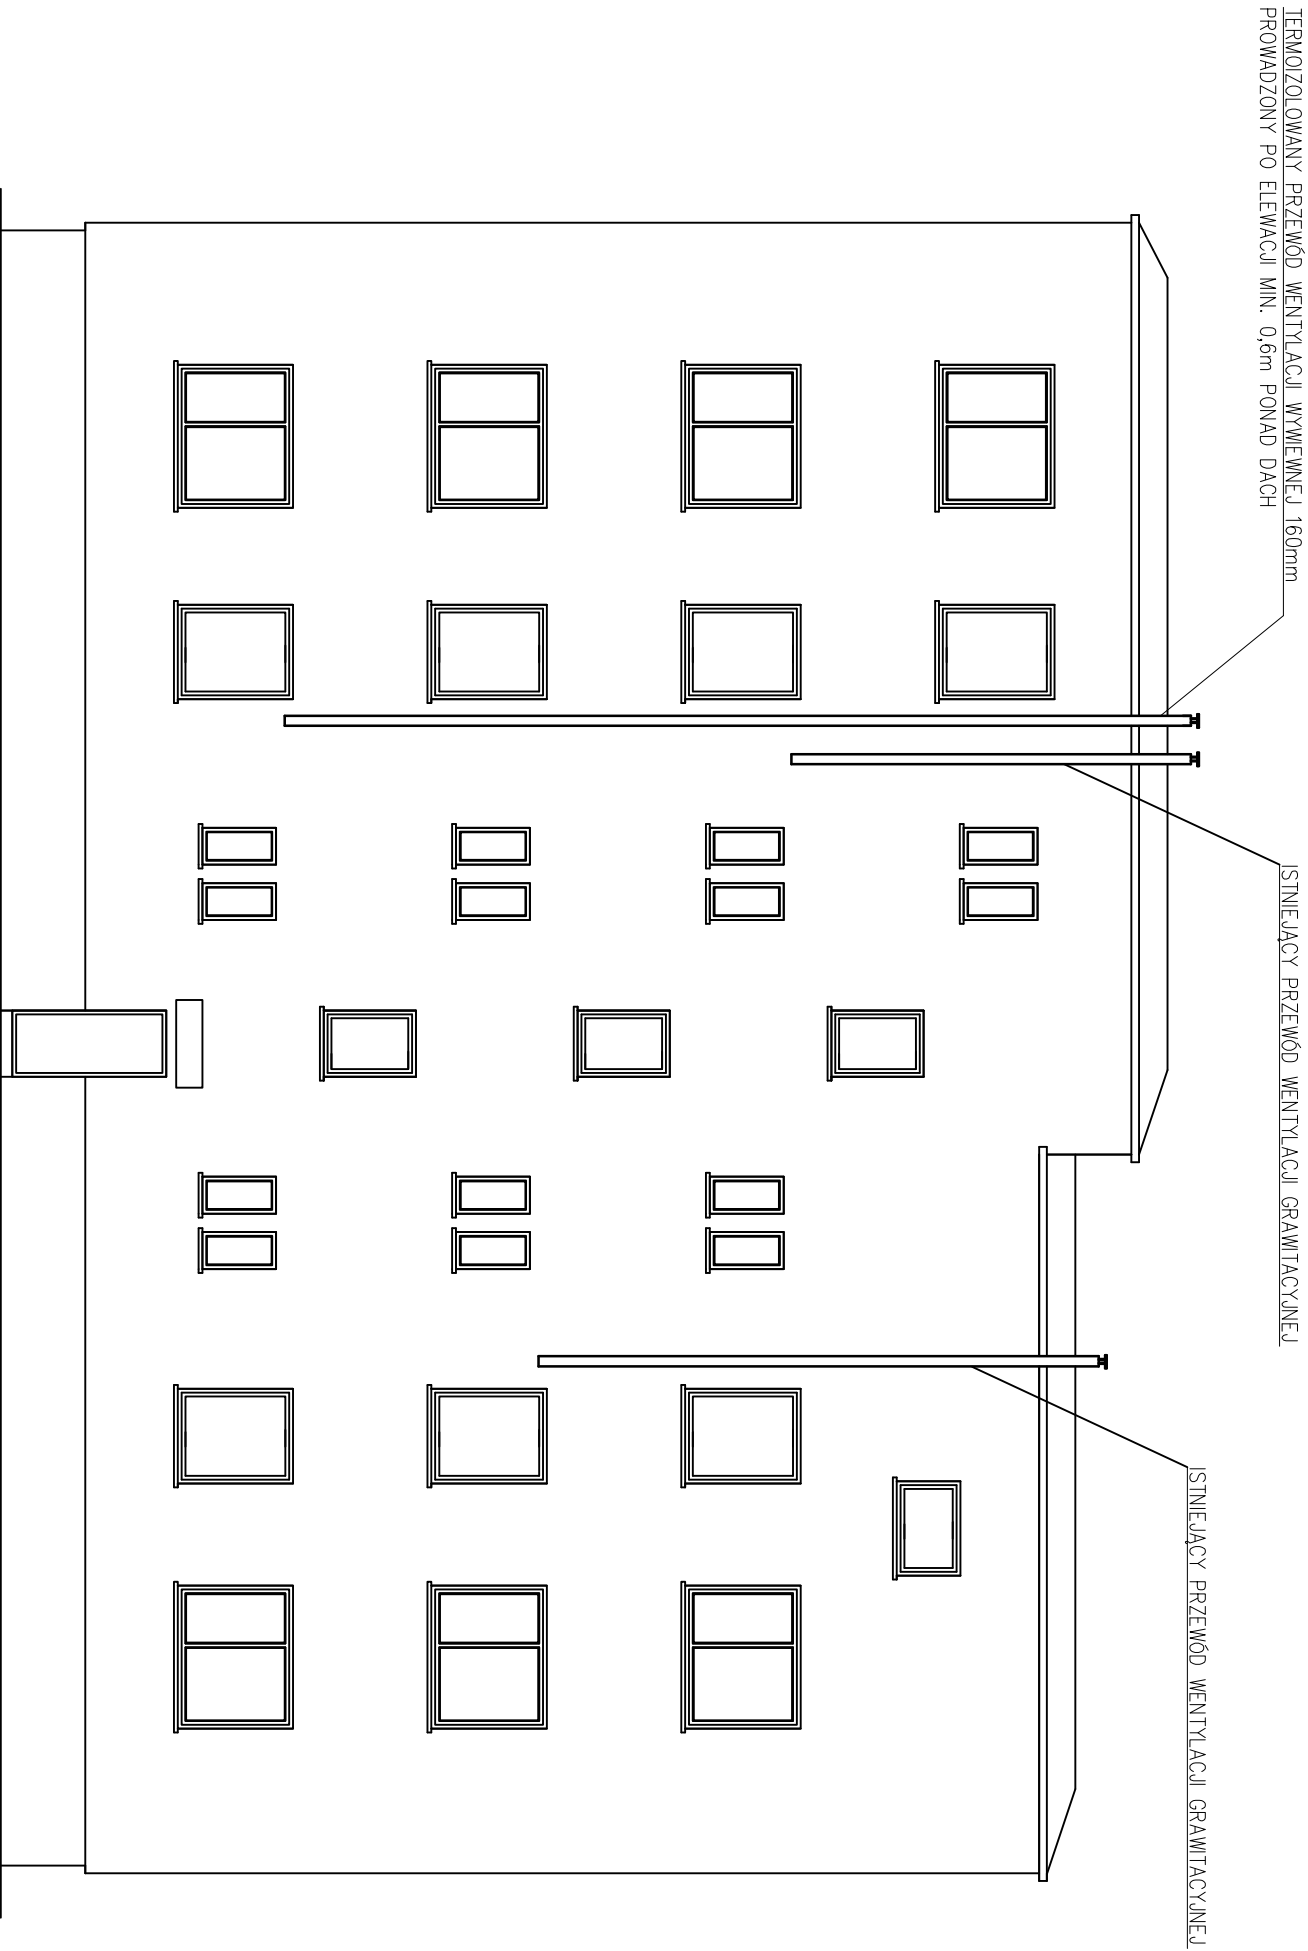 TERMOIZOLOWANY PRZEWÓD WENTYLACJI WYWIEWNEJ 160mm
PROWADZONY PO ELEWACJI MIN. 0,6m PONAD DACH
ISTNIEJĄCY PRZEWÓD WENTYLACJI GRAWITACYJNEJ
ISTNIEJĄCY PRZEWÓD WENTYLACJI GRAWITACYJNEJ